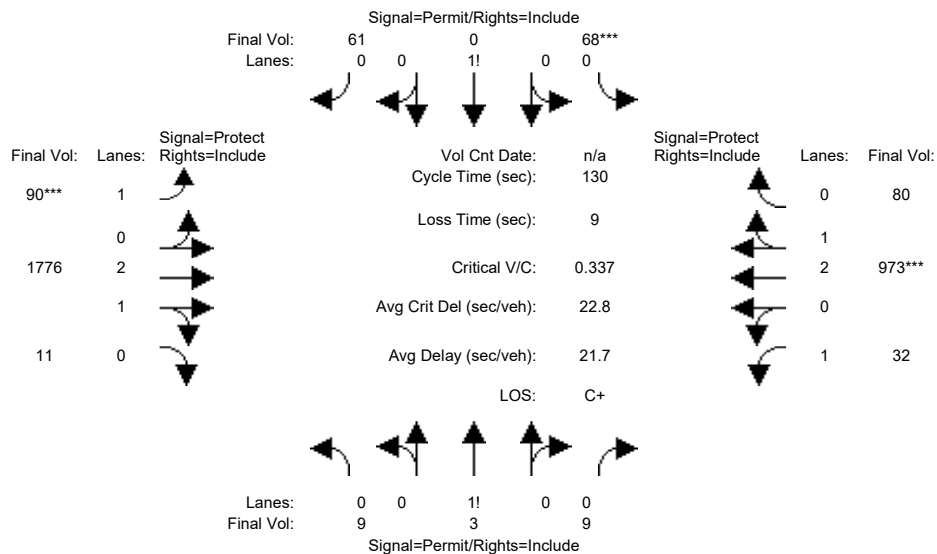 Signal=Permit/Rights=Include
Final Vol: 61 0 68***
Lanes: 0 0 1! 0 0
Signal=Protect Signal=Protect
Final Vol: Lanes: Rights=Include Vol Cnt Date: n/a Rights=Include Lanes: Final Vol:
Cycle Time (sec): 130
90*** 1 0 80
Loss Time (sec): 9
0 1
1776 2 Critical V/C: 0.337 2 973***
1 Avg Crit Del (sec/veh): 22.8 0
11 0 Avg Delay (sec/veh): 21.7 1 32
LOS: C+
Lanes: 0 0 1! 0 0
Final Vol: 9 3 9
Signal=Permit/Rights=Include